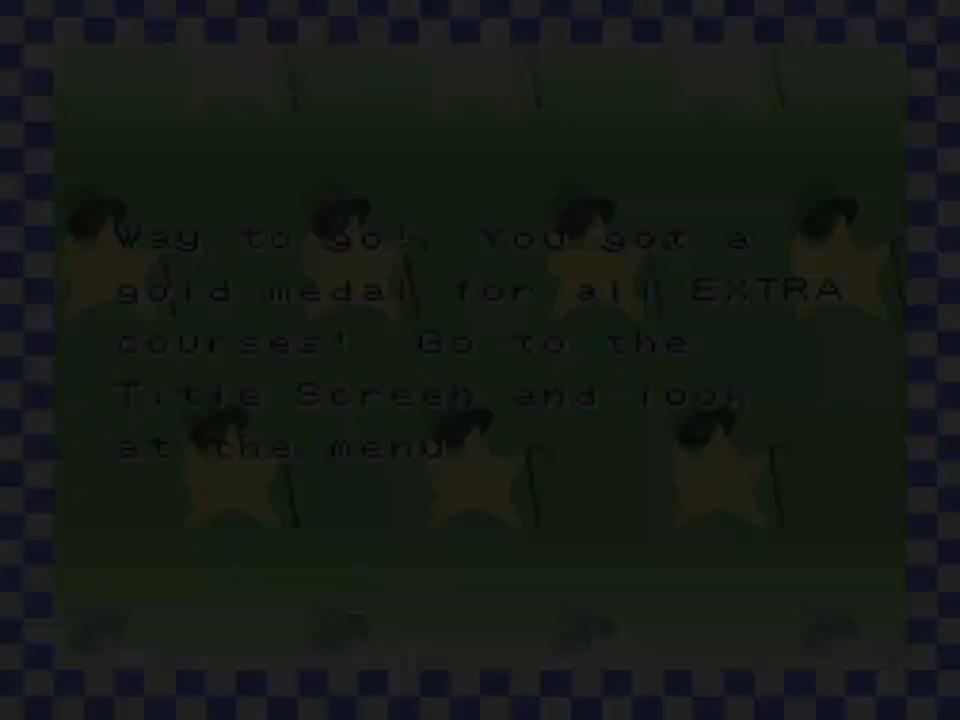 Way to go!  You got a
gold medal for all EXTRA
courses!  Go to the
Title Screen and look
at the menu